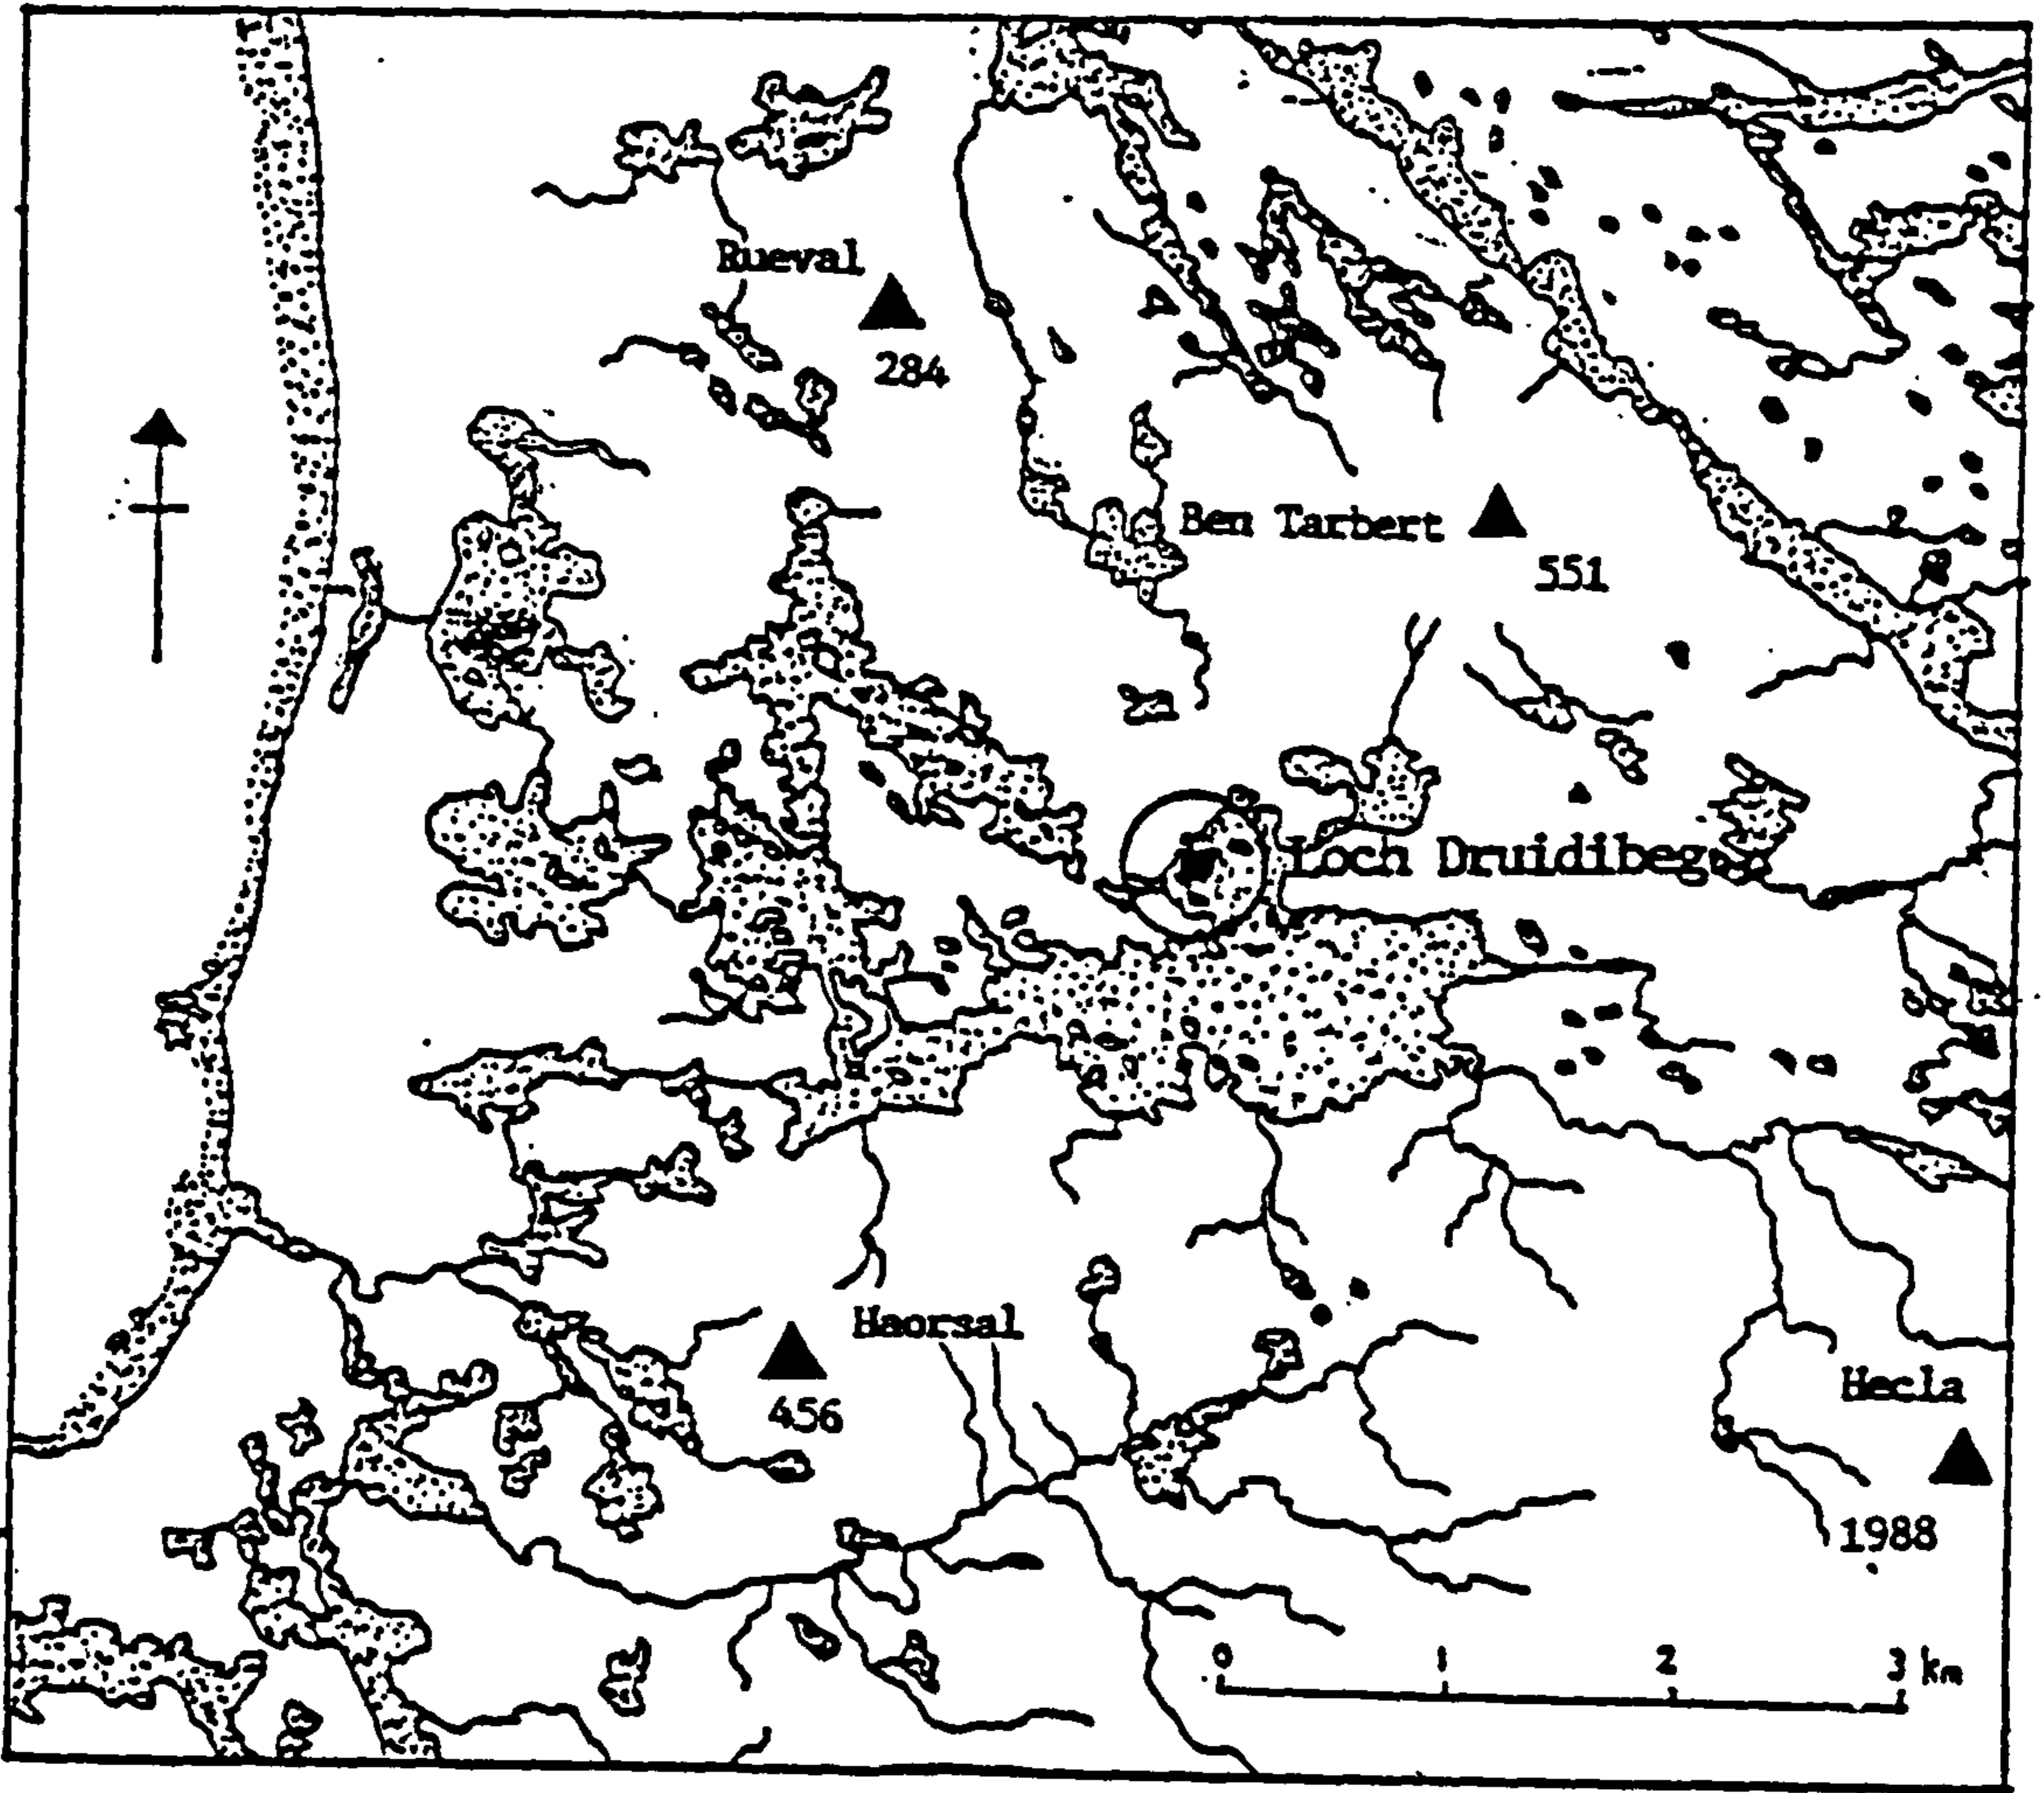 Rueval
284
Ben Tarbert
551
Loch Druidibeg
Haorsal
456
Hecla
1988
0 1 2 3 km